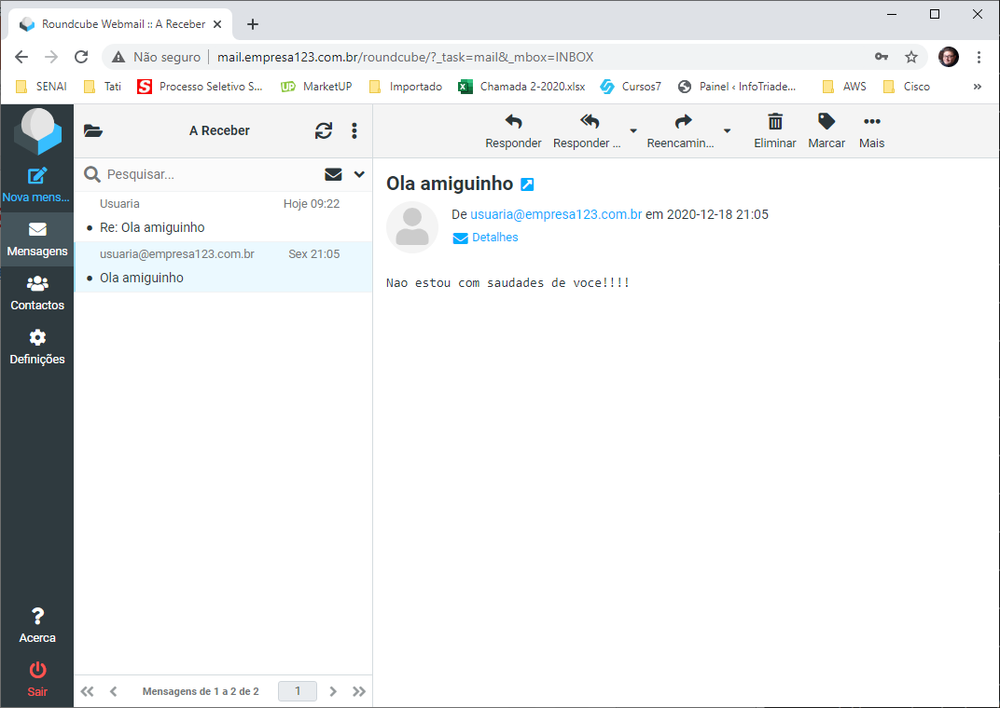 Roundcube Webmail :: A Receber
Não seguro | mail.empresa123.com.br/roundcube/?_task=mail&_mbox=INBOX
SENAI Tati S Processo Seletivo S... UP MarketUP Importado Chamada 2-2020.xlsx Cursos7 Painel ‹ InfoTriade... AWS Cisco »
A Receber
Responder Responder ... Reencamin... Eliminar Marcar Mais
Nova mens...
Mensagens
Contactos
Definições
Acerca
Sair
Pesquisar...
Usuaria Hoje 09:22
• Re: Ola amiguinho
usuaria@empresa123.com.br Sex 21:05
• Ola amiguinho
Mensagens de 1 a 2 de 2 1
Ola amiguinho
De usuaria@empresa123.com.br em 2020-12-18 21:05
Detalhes
Nao estou com saudades de voce!!!!